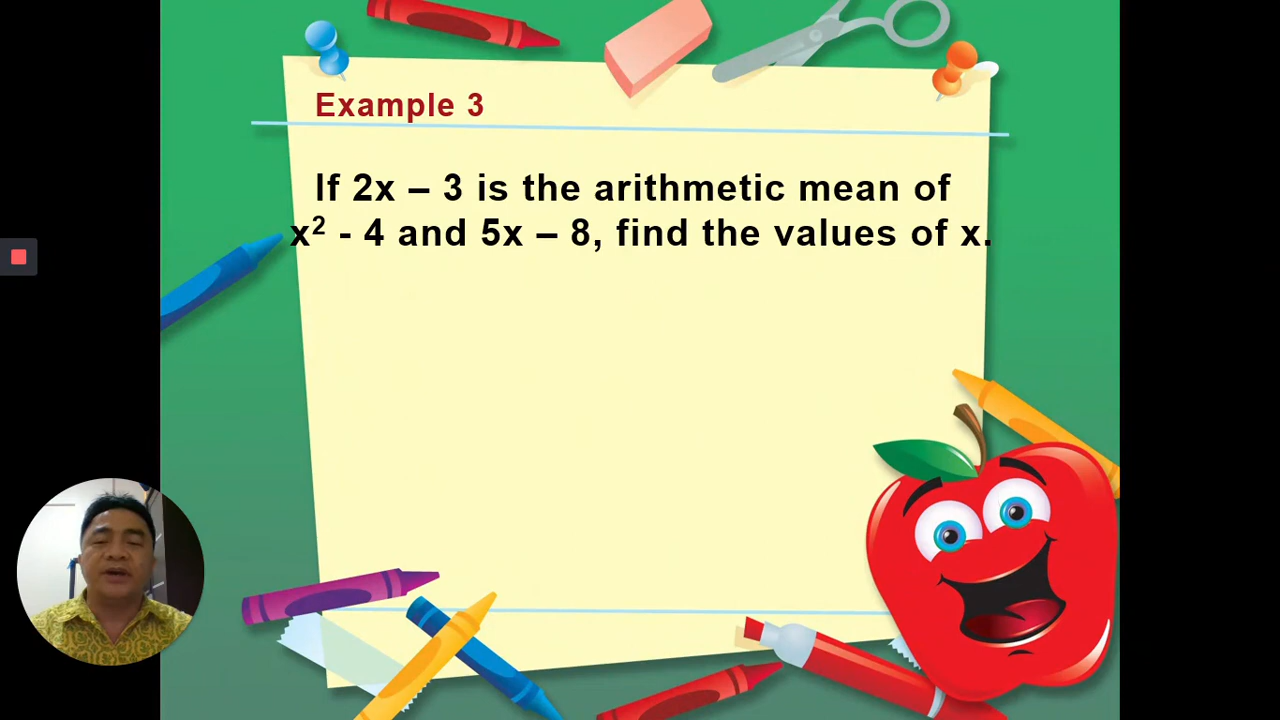 Example 3
If 2x – 3 is the arithmetic mean of
x² - 4 and 5x – 8, find the values of x.